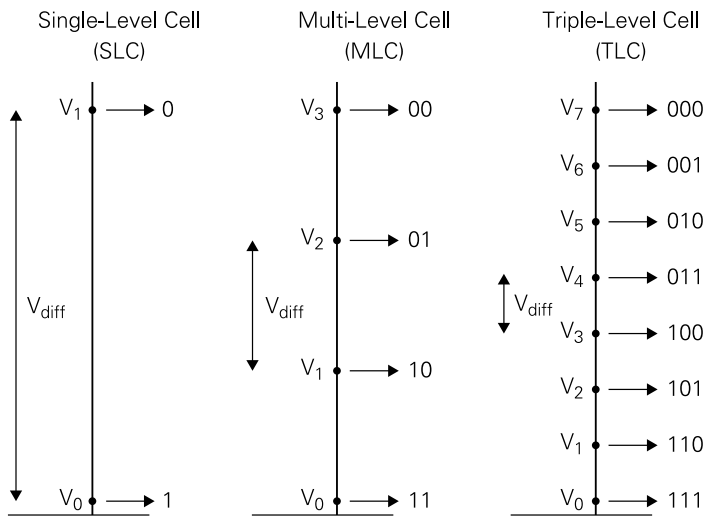 Single-Level Cell
(SLC)
V1 0
Vdiff
V0 1
Multi-Level Cell
(MLC)
V3 00
V2 01
Vdiff
V1 10
V0 11
Triple-Level Cell
(TLC)
V7 000
V6 001
V5 010
V4 011
Vdiff
V3 100
V2 101
V1 110
V0 111